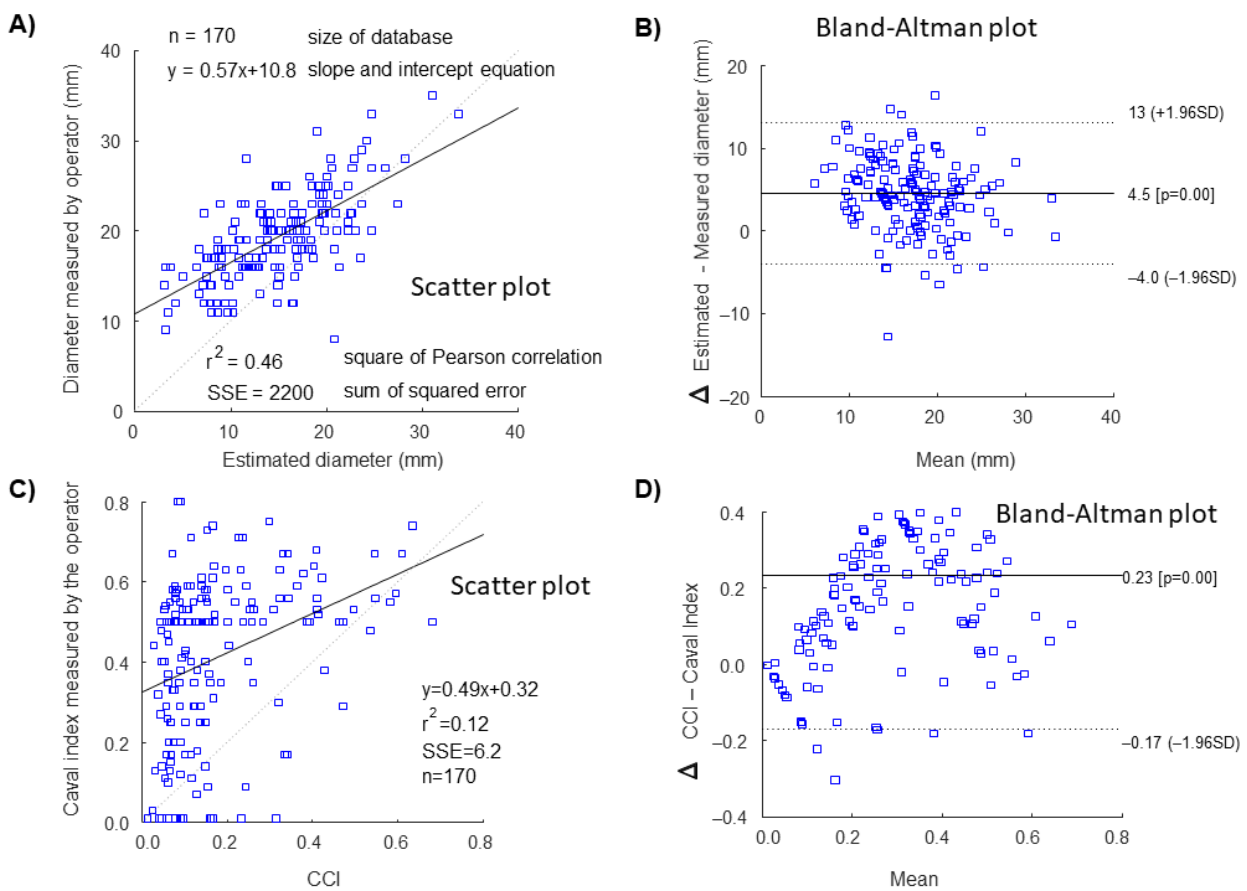 A)
n = 170 size of database
y = 0.57x+10.8 slope and intercept equation
Diameter measured by operator (mm)
40
30
20
10
0
Scatter plot
r² = 0.46 square of Pearson correlation
SSE = 2200 sum of squared error
0 10 20 30 40
Estimated diameter (mm)
B)
Bland-Altman plot
Δ Estimated - Measured diameter (mm)
20
10
0
−10
−20
13 (+1.96SD)
4.5 [p=0.00]
−4.0 (−1.96SD)
0 10 20 30 40
Mean (mm)
C)
Caval index measured by the operator
0.8
0.6
0.4
0.2
0.0
Scatter plot
y=0.49x+0.32
r²=0.12
SSE=6.2
n=170
0.0 0.2 0.4 0.6 0.8
CCI
D)
Bland-Altman plot
Δ CCI – Caval Index
0.4
0.2
0.0
−0.2
−0.4
0.23 [p=0.00]
−0.17 (−1.96SD)
0.0 0.2 0.4 0.6 0.8
Mean